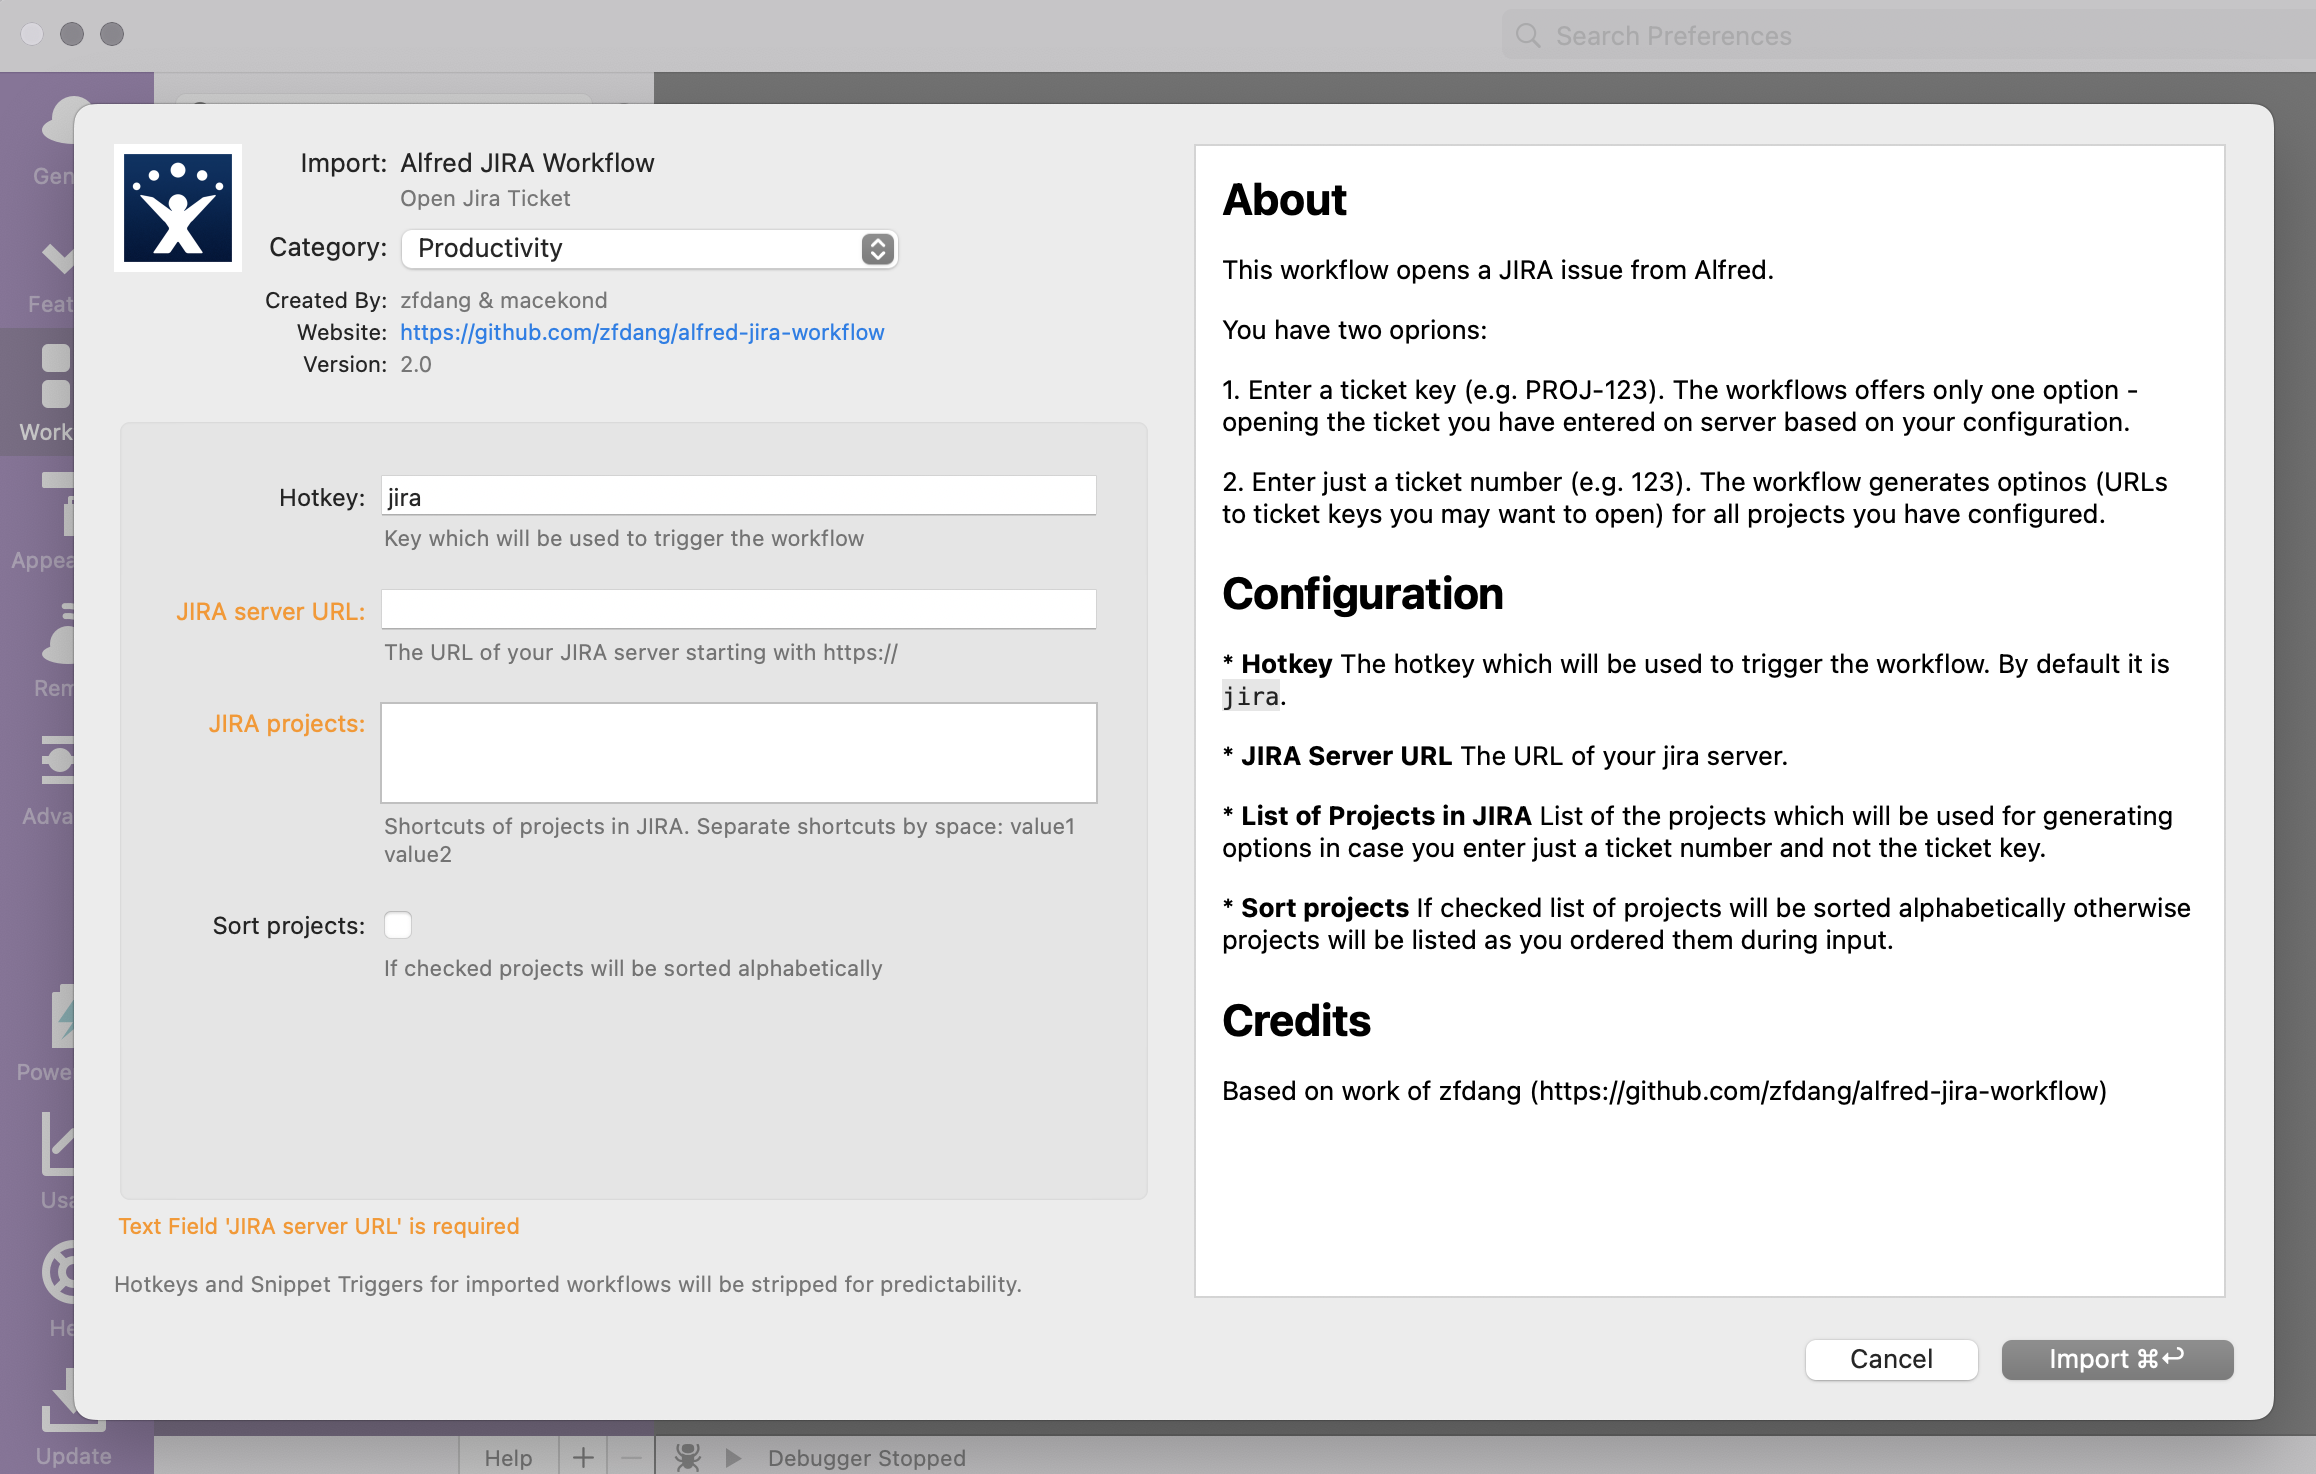 Search Preferences
Gen
Feat
Work
Appea
Rem
Adva
Powe
Usa
He
Update
Import: Alfred JIRA Workflow
Open Jira Ticket
Category: Productivity
Created By: zfdang & macekond
Website: https://github.com/zfdang/alfred-jira-workflow
Version: 2.0
Hotkey: jira
Key which will be used to trigger the workflow
JIRA server URL:
The URL of your JIRA server starting with https://
JIRA projects:
Shortcuts of projects in JIRA. Separate shortcuts by space: value1
value2
Sort projects:
If checked projects will be sorted alphabetically
Text Field 'JIRA server URL' is required
Hotkeys and Snippet Triggers for imported workflows will be stripped for predictability.
About
This workflow opens a JIRA issue from Alfred.
You have two oprions:
1. Enter a ticket key (e.g. PROJ-123). The workflows offers only one option -
opening the ticket you have entered on server based on your configuration.
2. Enter just a ticket number (e.g. 123). The workflow generates optinos (URLs
to ticket keys you may want to open) for all projects you have configured.
Configuration
* Hotkey The hotkey which will be used to trigger the workflow. By default it is
jira.
* JIRA Server URL The URL of your jira server.
* List of Projects in JIRA List of the projects which will be used for generating
options in case you enter just a ticket number and not the ticket key.
* Sort projects If checked list of projects will be sorted alphabetically otherwise
projects will be listed as you ordered them during input.
Credits
Based on work of zfdang (https://github.com/zfdang/alfred-jira-workflow)
Cancel
Import ⌘↩
Help
Debugger Stopped